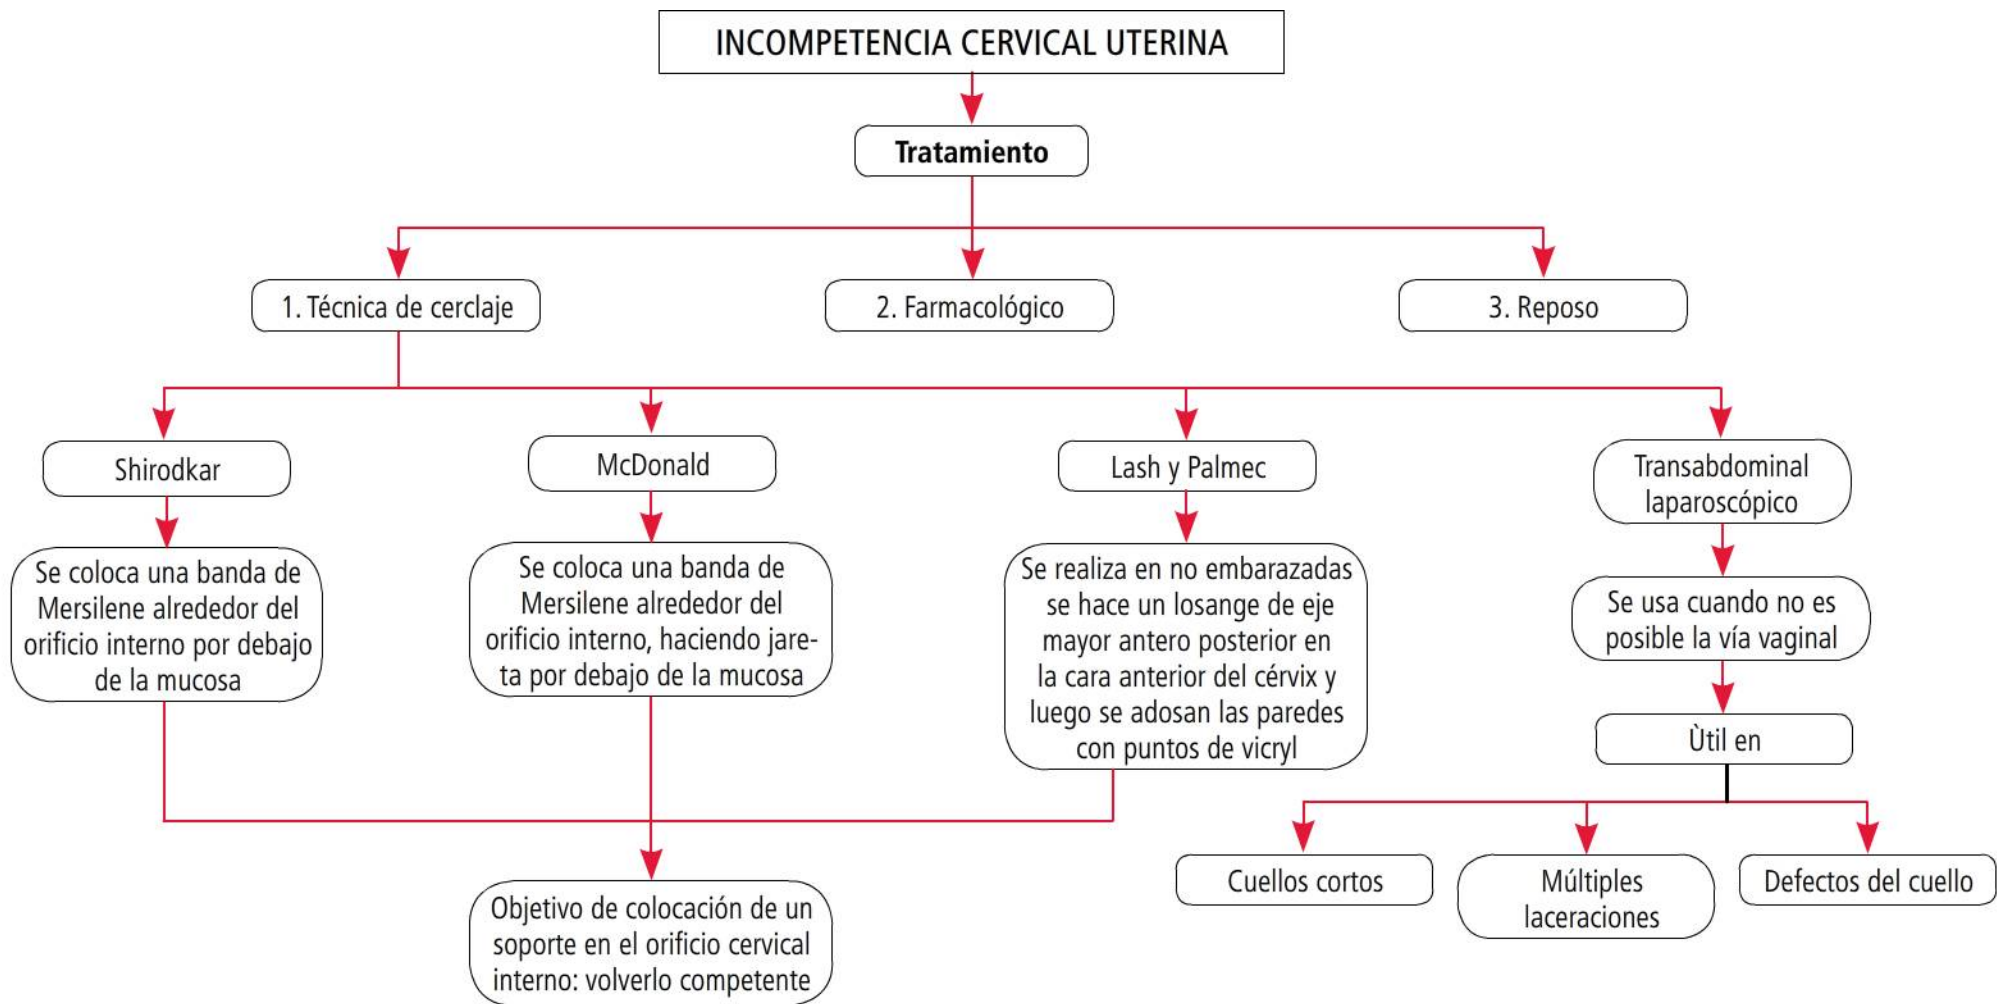 INCOMPETENCIA CERVICAL UTERINA
Tratamiento
1. Técnica de cerclaje
2. Farmacológico
3. Reposo
Shirodkar
McDonald
Lash y Palmec
Transabdominal
laparoscópico
Se coloca una banda de
Mersilene alrededor del
orificio interno por debajo
de la mucosa
Se coloca una banda de
Mersilene alrededor del
orificio interno, haciendo jare-
ta por debajo de la mucosa
Se realiza en no embarazadas
se hace un losange de eje
mayor antero posterior en
la cara anterior del cérvix y
luego se adosan las paredes
con puntos de vicryl
Se usa cuando no es
posible la vía vaginal
Ùtil en
Cuellos cortos
Múltiples
laceraciones
Defectos del cuello
Objetivo de colocación de un
soporte en el orificio cervical
interno: volverlo competente